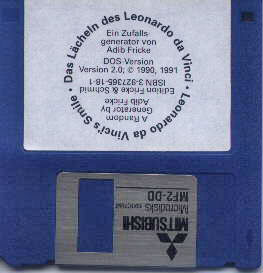 Das Lächeln des Leonardo da Vinci • Leonardo da Vinci's Smile •
Ein Zufalls-
generator von
Adib Fricke
DOS-Version
Version 2.0; © 1990, 1991
ISBN 3-927365-18-1
Edition Fricke & Schmid
A Random
Generator by
Adib Fricke
MITSUBISHI
Microdisks
MF2-DD